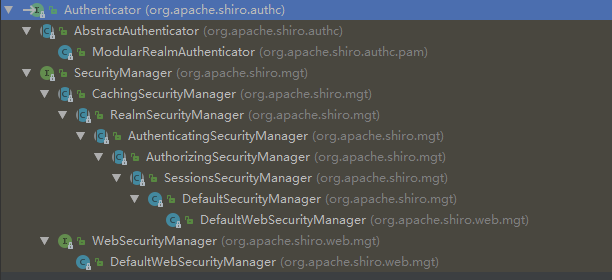 Authenticator (org.apache.shiro.authc)
AbstractAuthenticator (org.apache.shiro.authc)
ModularRealmAuthenticator (org.apache.shiro.authc.pam)
SecurityManager (org.apache.shiro.mgt)
CachingSecurityManager (org.apache.shiro.mgt)
RealmSecurityManager (org.apache.shiro.mgt)
AuthenticatingSecurityManager (org.apache.shiro.mgt)
AuthorizingSecurityManager (org.apache.shiro.mgt)
SessionsSecurityManager (org.apache.shiro.mgt)
DefaultSecurityManager (org.apache.shiro.mgt)
DefaultWebSecurityManager (org.apache.shiro.web.mgt)
WebSecurityManager (org.apache.shiro.web.mgt)
DefaultWebSecurityManager (org.apache.shiro.web.mgt)